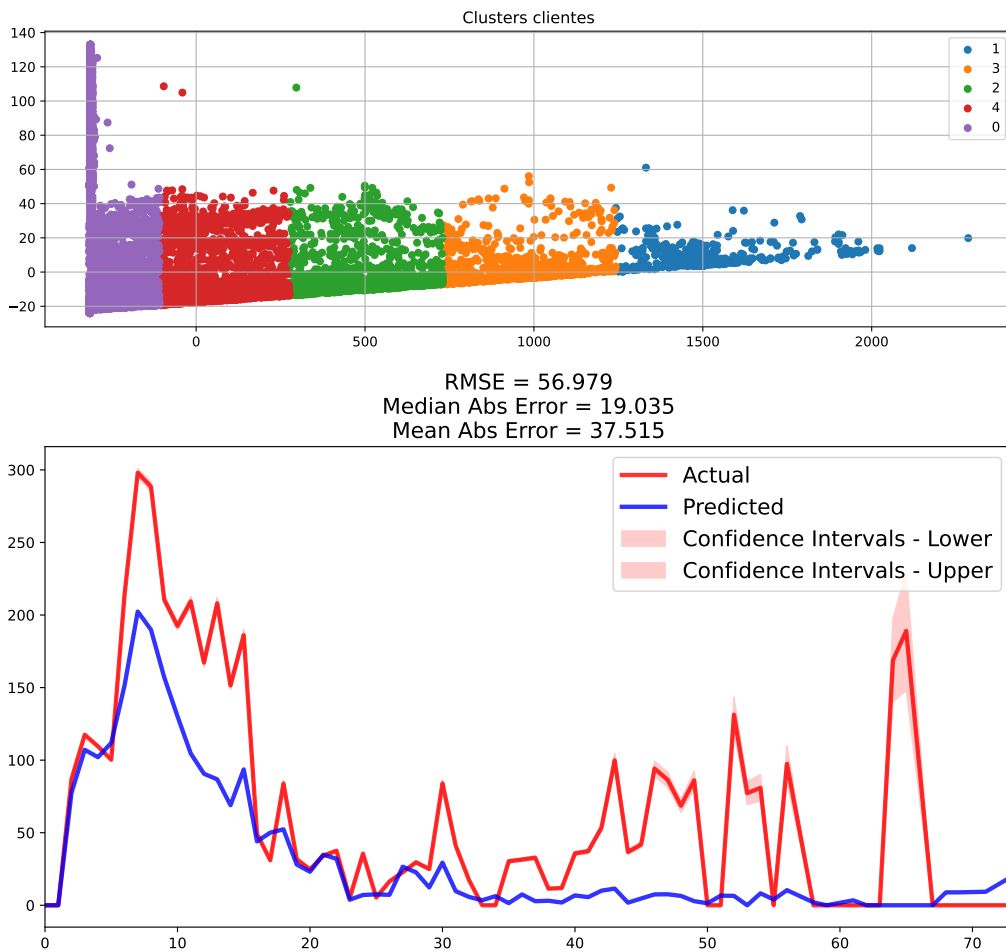 Clusters clientes
140
120
100
80
60
40
20
0
−20
1
3
2
4
0
0 500 1000 1500 2000
RMSE = 56.979
Median Abs Error = 19.035
Mean Abs Error = 37.515
300
250
200
150
100
50
0
Actual
Predicted
Confidence Intervals - Lower
Confidence Intervals - Upper
0 10 20 30 40 50 60 70